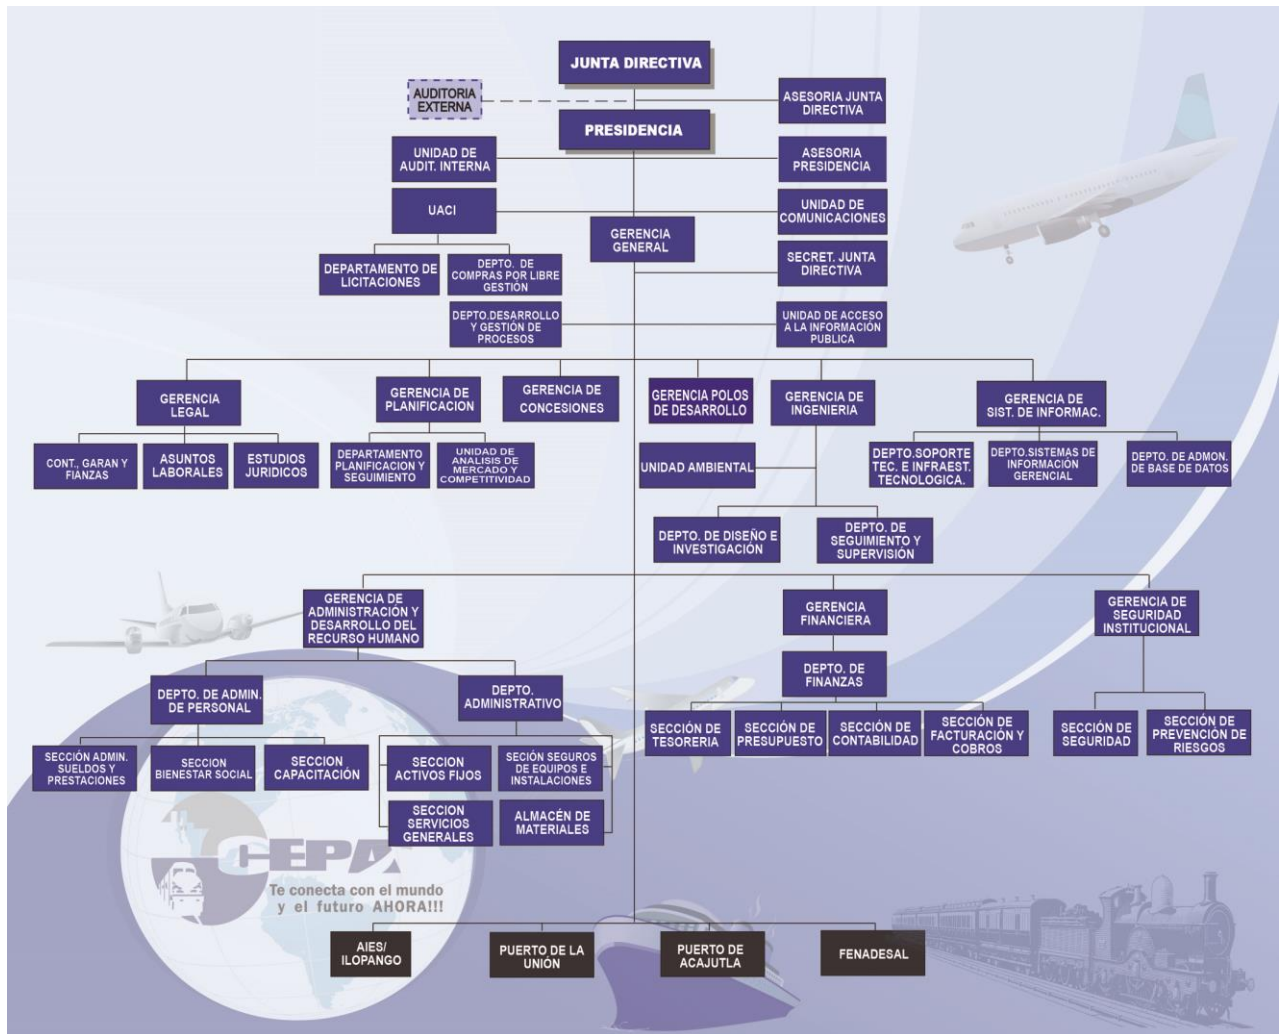 JUNTA DIRECTIVA
AUDITORIA
EXTERNA
ASESORIA JUNTA
DIRECTIVA
PRESIDENCIA
UNIDAD DE
AUDIT. INTERNA
ASESORIA
PRESIDENCIA
UACI
UNIDAD DE
COMUNICACIONES
GERENCIA
GENERAL
DEPARTAMENTO DE
LICITACIONES
DEPTO. DE
COMPRAS POR LIBRE
GESTIÓN
SECRET. JUNTA
DIRECTIVA
DEPTO.DESARROLLO
Y GESTIÓN DE
PROCESOS
UNIDAD DE ACCESO
A LA INFORMACIÓN
PUBLICA
GERENCIA
LEGAL
GERENCIA DE
PLANIFICACION
GERENCIA DE
CONCESIONES
GERENCIA POLOS
DE DESARROLLO
GERENCIA DE
INGENIERIA
GERENCIA DE
SIST. DE INFORMAC.
CONT., GARAN Y
FIANZAS
ASUNTOS
LABORALES
ESTUDIOS
JURIDICOS
DEPARTAMENTO
PLANIFICACION Y
SEGUIMIENTO
UNIDAD DE
ANALISIS DE
MERCADO Y
COMPETITIVIDAD
UNIDAD AMBIENTAL
DEPTO.SOPORTE
TEC. E INFRAEST.
TECNOLOGICA.
DEPTO.SISTEMAS DE
INFORMACIÓN
GERENCIAL
DEPTO. DE ADMON.
DE BASE DE DATOS
DEPTO. DE DISEÑO E
INVESTIGACIÓN
DEPTO. DE
SEGUIMIENTO Y
SUPERVISIÓN
GERENCIA DE
ADMINISTRACIÓN Y
DESARROLLO DEL
RECURSO HUMANO
GERENCIA
FINANCIERA
GERENCIA DE
SEGURIDAD
INSTITUCIONAL
DEPTO. DE ADMIN.
DE PERSONAL
DEPTO.
ADMINISTRATIVO
DEPTO. DE
FINANZAS
SECCIÓN DE
TESORERIA
SECCIÓN DE
PRESUPUESTO
SECCIÓN DE
CONTABILIDAD
SECCIÓN DE
FACTURACIÓN Y
COBROS
SECCIÓN DE
SEGURIDAD
SECCIÓN DE
PREVENCIÓN DE
RIESGOS
SECCIÓN ADMIN.
SUELDOS Y
PRESTACIONES
SECCION
BIENESTAR SOCIAL
SECCION
CAPACITACIÓN
SECCION
ACTIVOS FIJOS
SECIÓN SEGUROS
DE EQUIPOS E
INSTALACIONES
SECCION
SERVICIOS
GENERALES
ALMACÉN DE
MATERIALES
CEPA
Te conecta con el mundo
y el futuro AHORA!!!
AIES/
ILOPANGO
PUERTO DE LA
UNIÓN
PUERTO DE
ACAJUTLA
FENADESAL